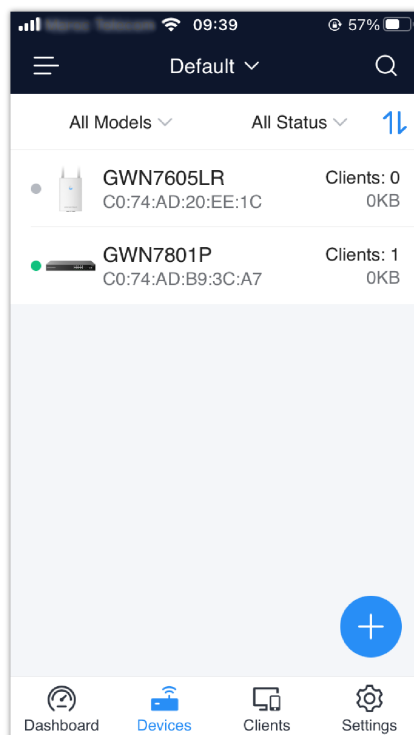 09:39 57%
Default
All Models All Status
GWN7605LR Clients: 0
C0:74:AD:20:EE:1C 0KB
GWN7801P Clients: 1
C0:74:AD:B9:3C:A7 0KB
Dashboard Devices Clients Settings